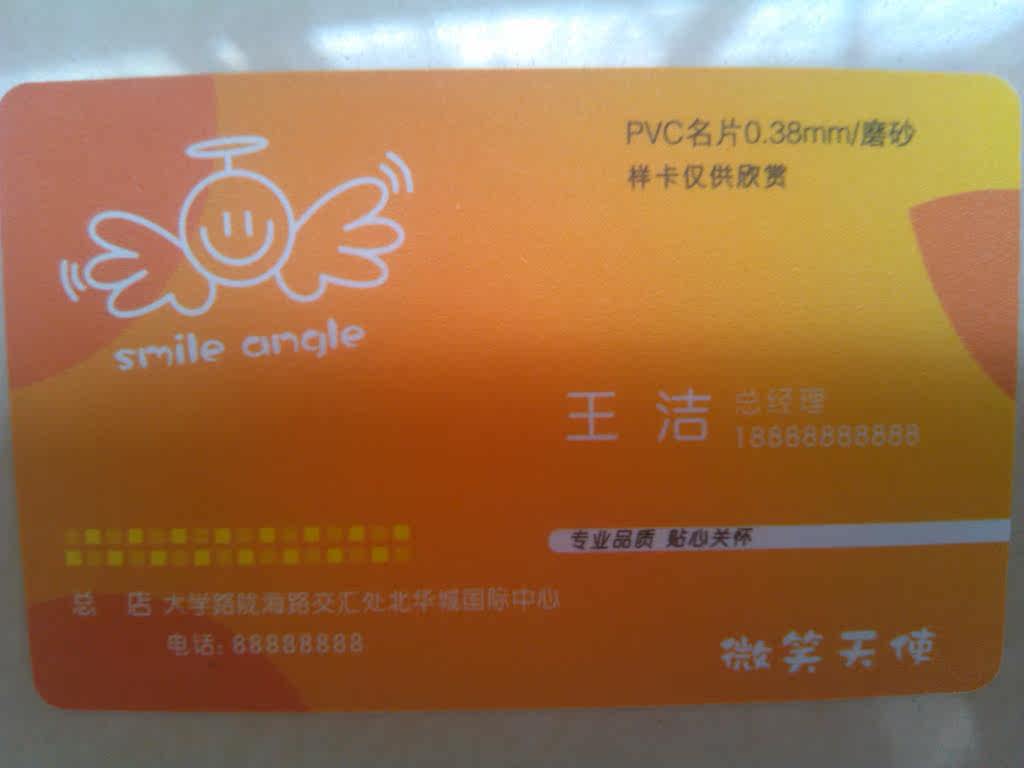 PVC名片0.38mm/磨砂
样卡仅供欣赏
smile angle
王 洁 总经理
18888888888
专业品质 贴心关怀
总 店 大学路陇海路交汇处北华城国际中心
电话: 88888888
微笑天使